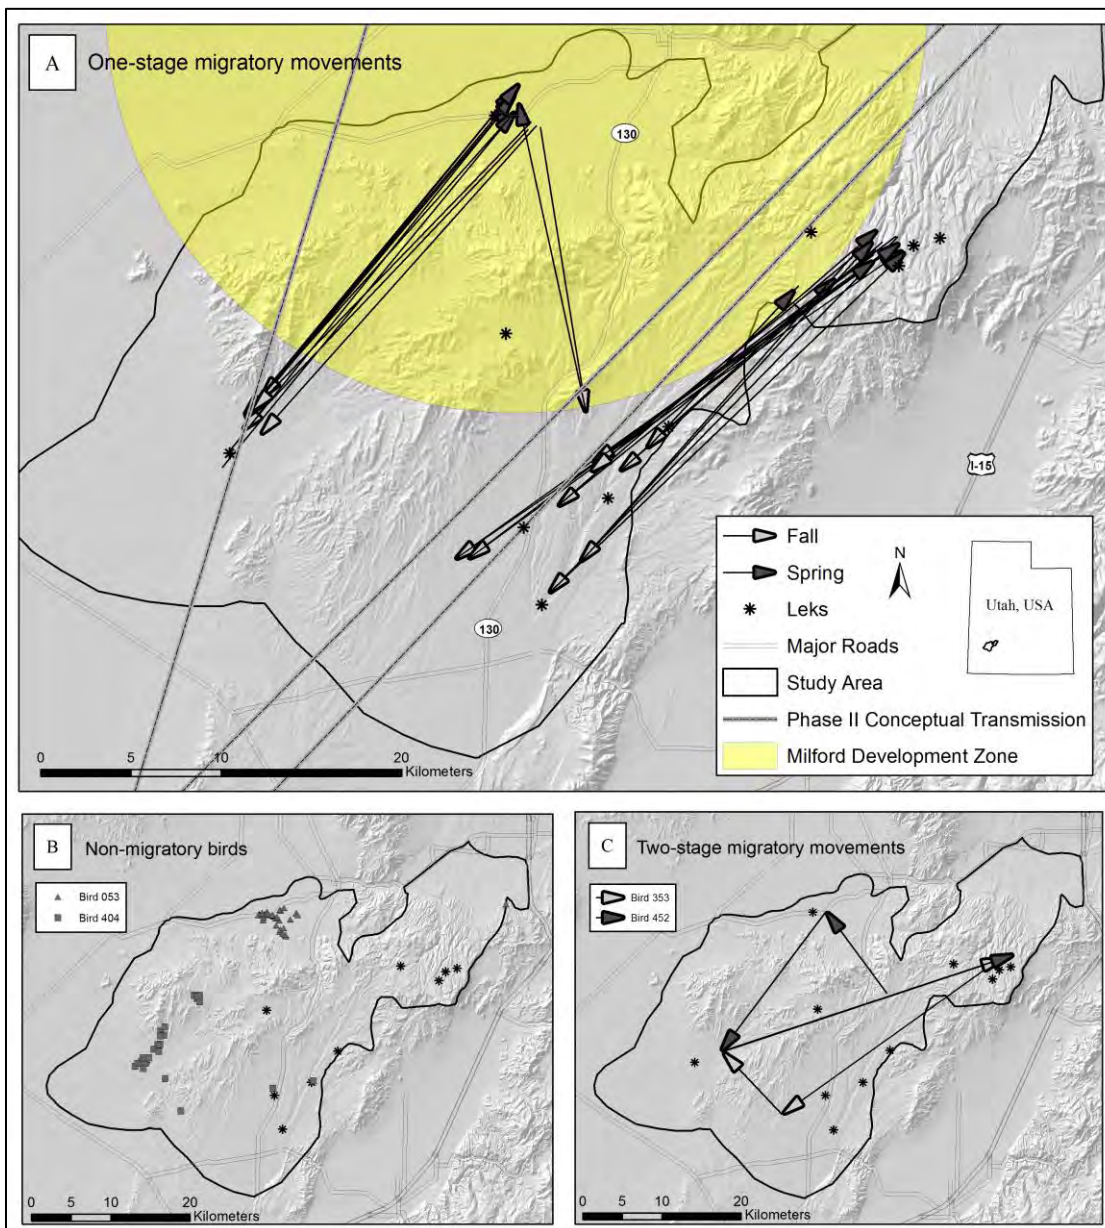 A One-stage migratory movements
130
I-15
Fall
Spring
Leks
Major Roads
Study Area
Phase II Conceptual Transmission
Milford Development Zone
N
Utah, USA
130
0 5 10 20
Kilometers
B Non-migratory birds
Bird 053
Bird 404
0 5 10 20
Kilometers
C Two-stage migratory movements
Bird 353
Bird 452
0 5 10 20
Kilometers